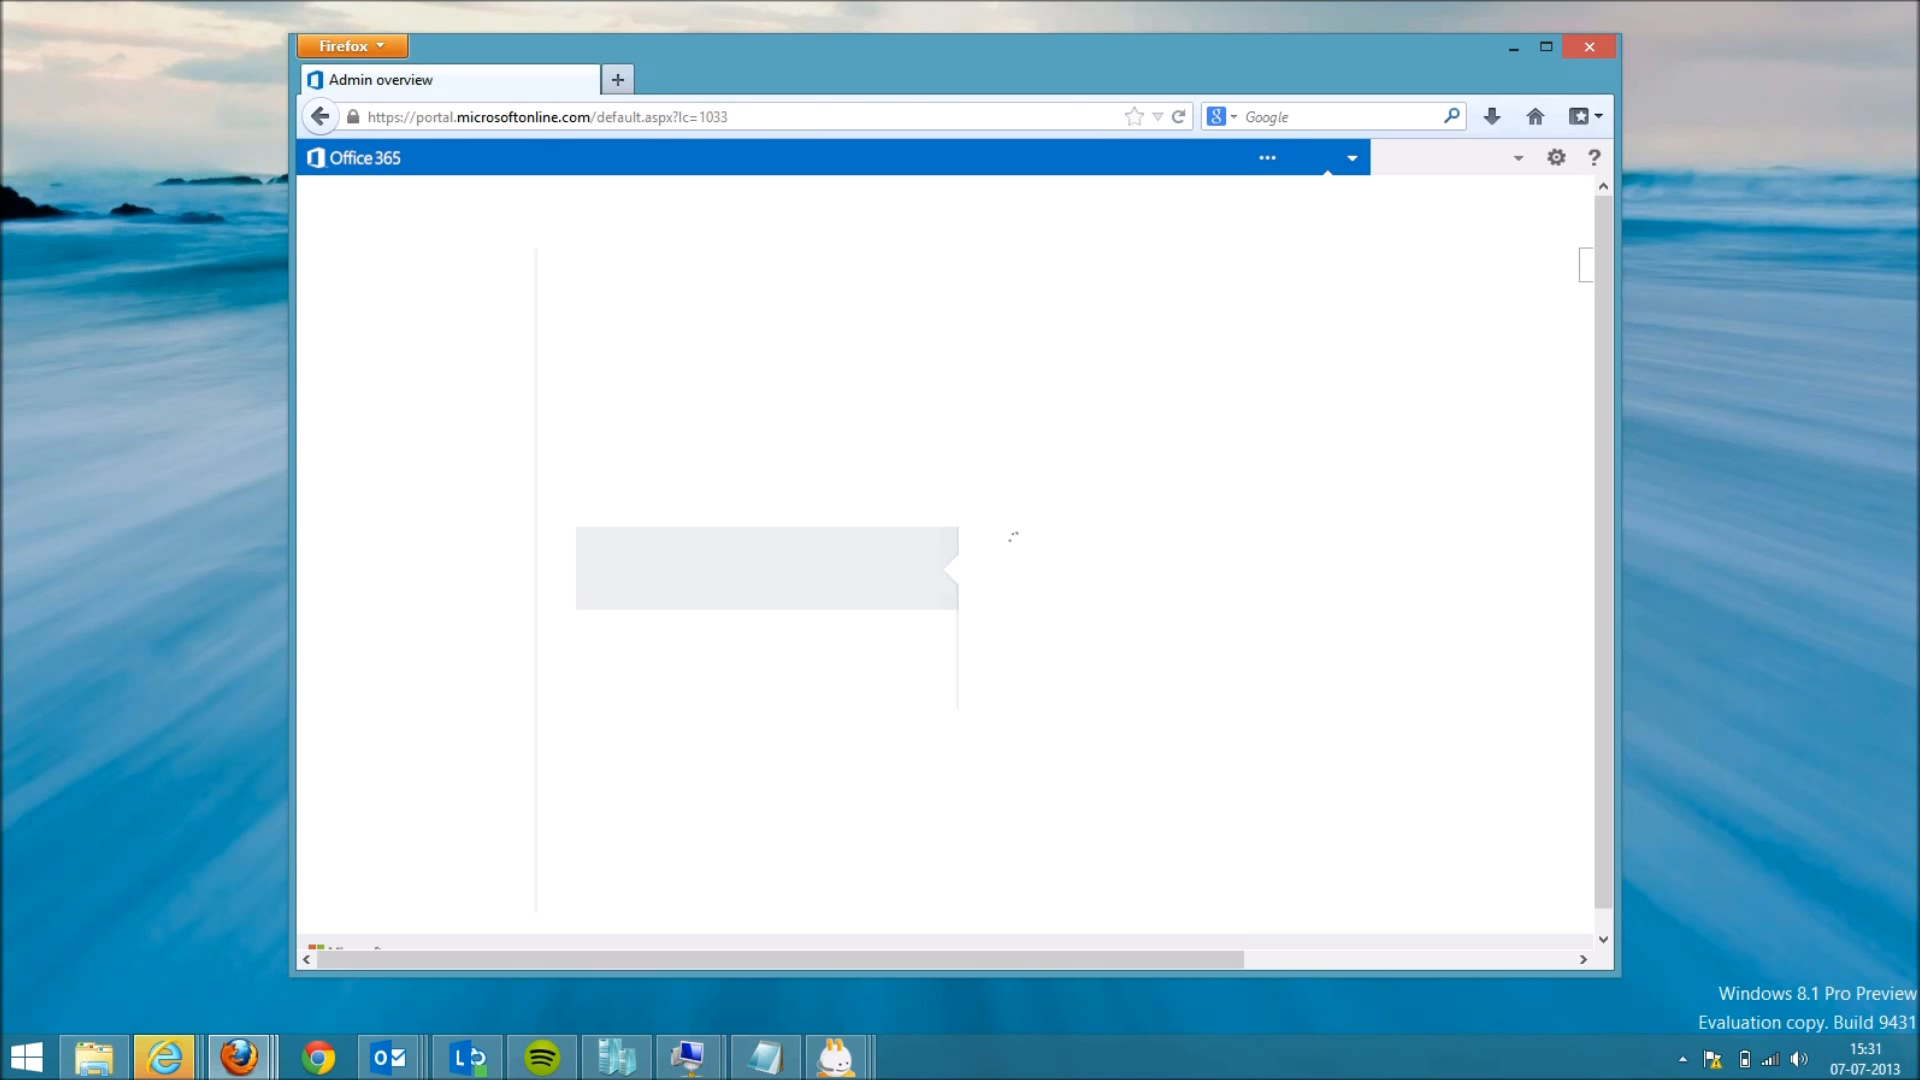 Firefox
Admin overview
https://portal.microsoftonline.com/default.aspx?lc=1033
Google
Office 365
Windows 8.1 Pro Preview
Evaluation copy. Build 9431
15:31
07-07-2013